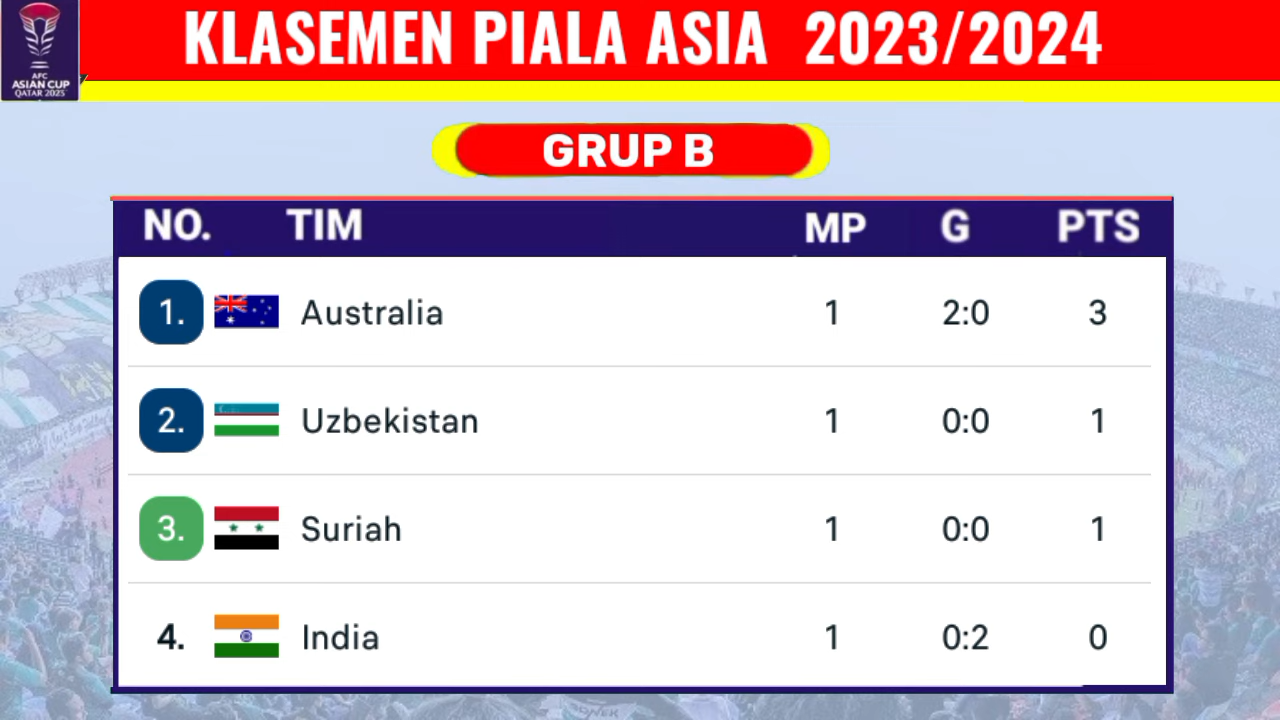 KLASEMEN PIALA ASIA 2023/2024
AFC
ASIAN CUP
QATAR 2023
GRUP B
NO. TIM MP G PTS
1. Australia 1 2:0 3
2. Uzbekistan 1 0:0 1
3. Suriah 1 0:0 1
4. India 1 0:2 0